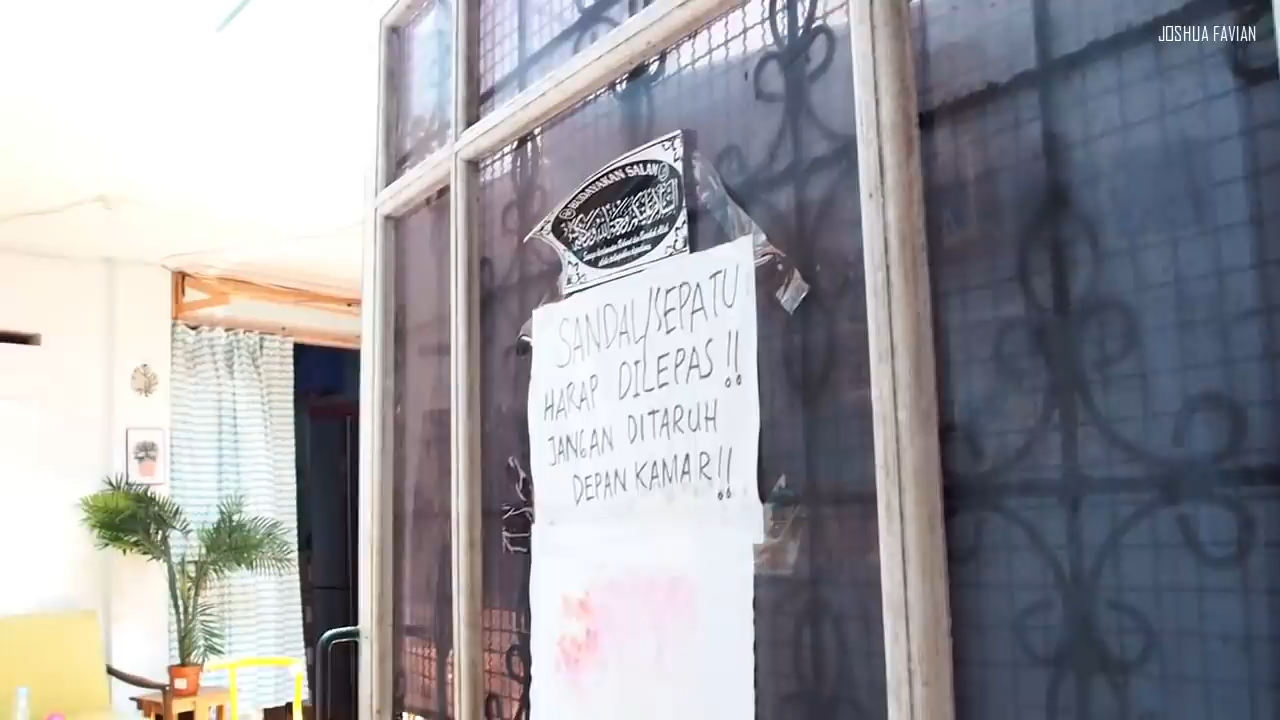 JOSHUA FAVIAN
BUDAYAKAN SALAM
SANDAL/SEPATU
HARAP DILEPAS !!
JANGAN DITARUH
DEPAN KAMAR!!